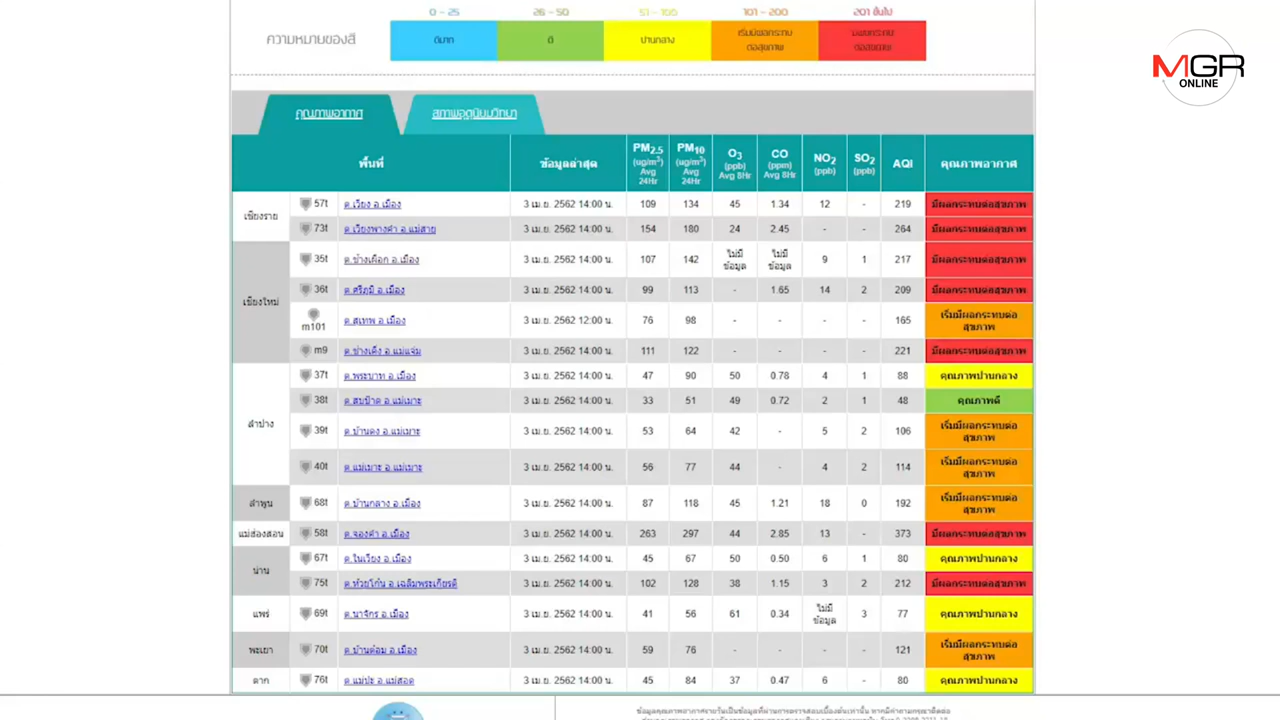 0 - 25 26 - 50 51 - 100 101 - 200 201 ขึ้นไป
ความหมายของสี ดีมาก ดี ปานกลาง เริ่มมีผลกระทบต่อสุขภาพ มีผลกระทบต่อสุขภาพ
MGR
ONLINE
คุณภาพอากาศ สภาพอุตุนิยมวิทยา
พื้นที่ ข้อมูลล่าสุด PM2.5 (ug/m3) Avg 24Hr PM10 (ug/m3) Avg 24Hr O3 (ppb) Avg 8Hr CO (ppm) Avg 8Hr NO2 (ppb) SO2 (ppb) AQI คุณภาพอากาศ
เชียงราย 57t ต.เวียง อ.เมือง 3 เม.ย. 2562 14:00 น. 109 134 45 1.34 12 - 219 มีผลกระทบต่อสุขภาพ
73t ต.เวียงพางคำ อ.แม่สาย 3 เม.ย. 2562 14:00 น. 154 180 24 2.45 - - 264 มีผลกระทบต่อสุขภาพ
เชียงใหม่ 35t ต.ช้างเผือก อ.เมือง 3 เม.ย. 2562 14:00 น. 107 142 ไม่มีข้อมูล ไม่มีข้อมูล 9 1 217 มีผลกระทบต่อสุขภาพ
36t ต.ศรีภูมิ อ.เมือง 3 เม.ย. 2562 14:00 น. 99 113 - 1.65 14 2 209 มีผลกระทบต่อสุขภาพ
m101 ต.สุเทพ อ.เมือง 3 เม.ย. 2562 12:00 น. 76 98 - - - - 165 เริ่มมีผลกระทบต่อสุขภาพ
m9 ต.ช่างเคิ่ง อ.แม่แจ่ม 3 เม.ย. 2562 14:00 น. 111 122 - - - - 221 มีผลกระทบต่อสุขภาพ
ลำปาง 37t ต.พระบาท อ.เมือง 3 เม.ย. 2562 14:00 น. 47 90 50 0.78 4 1 88 คุณภาพปานกลาง
38t ต.สบป้าด อ.แม่เมาะ 3 เม.ย. 2562 14:00 น. 33 51 49 0.72 2 1 48 คุณภาพดี
39t ต.บ้านดง อ.แม่เมาะ 3 เม.ย. 2562 14:00 น. 53 64 42 - 5 2 106 เริ่มมีผลกระทบต่อสุขภาพ
40t ต.แม่เมาะ อ.แม่เมาะ 3 เม.ย. 2562 14:00 น. 56 77 44 - 4 2 114 เริ่มมีผลกระทบต่อสุขภาพ
ลำพูน 68t ต.บ้านกลาง อ.เมือง 3 เม.ย. 2562 14:00 น. 87 118 45 1.21 18 0 192 เริ่มมีผลกระทบต่อสุขภาพ
แม่ฮ่องสอน 58t ต.จองคำ อ.เมือง 3 เม.ย. 2562 14:00 น. 263 297 44 2.85 13 - 373 มีผลกระทบต่อสุขภาพ
น่าน 67t ต.ในเวียง อ.เมือง 3 เม.ย. 2562 14:00 น. 45 67 50 0.50 6 1 80 คุณภาพปานกลาง
75t ต.ห้วยโก๋น อ.เฉลิมพระเกียรติ 3 เม.ย. 2562 14:00 น. 102 128 38 1.15 3 2 212 มีผลกระทบต่อสุขภาพ
แพร่ 69t ต.นาจักร อ.เมือง 3 เม.ย. 2562 14:00 น. 41 56 61 0.34 ไม่มีข้อมูล 3 77 คุณภาพปานกลาง
พะเยา 70t ต.บ้านต๋อม อ.เมือง 3 เม.ย. 2562 14:00 น. 59 76 - - - - 121 เริ่มมีผลกระทบต่อสุขภาพ
ตาก 76t ต.แม่ปะ อ.แม่สอด 3 เม.ย. 2562 14:00 น. 45 84 37 0.47 6 - 80 คุณภาพปานกลาง